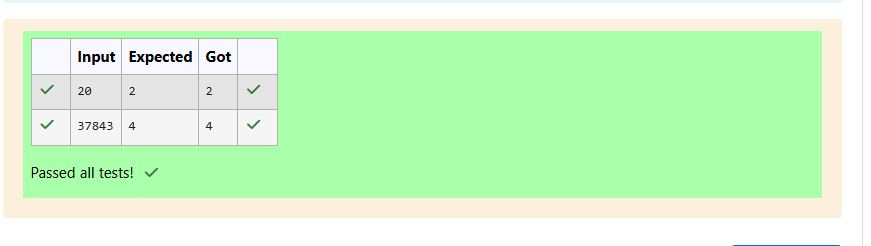 Input Expected Got
20 2 2
37843 4 4
Passed all tests!